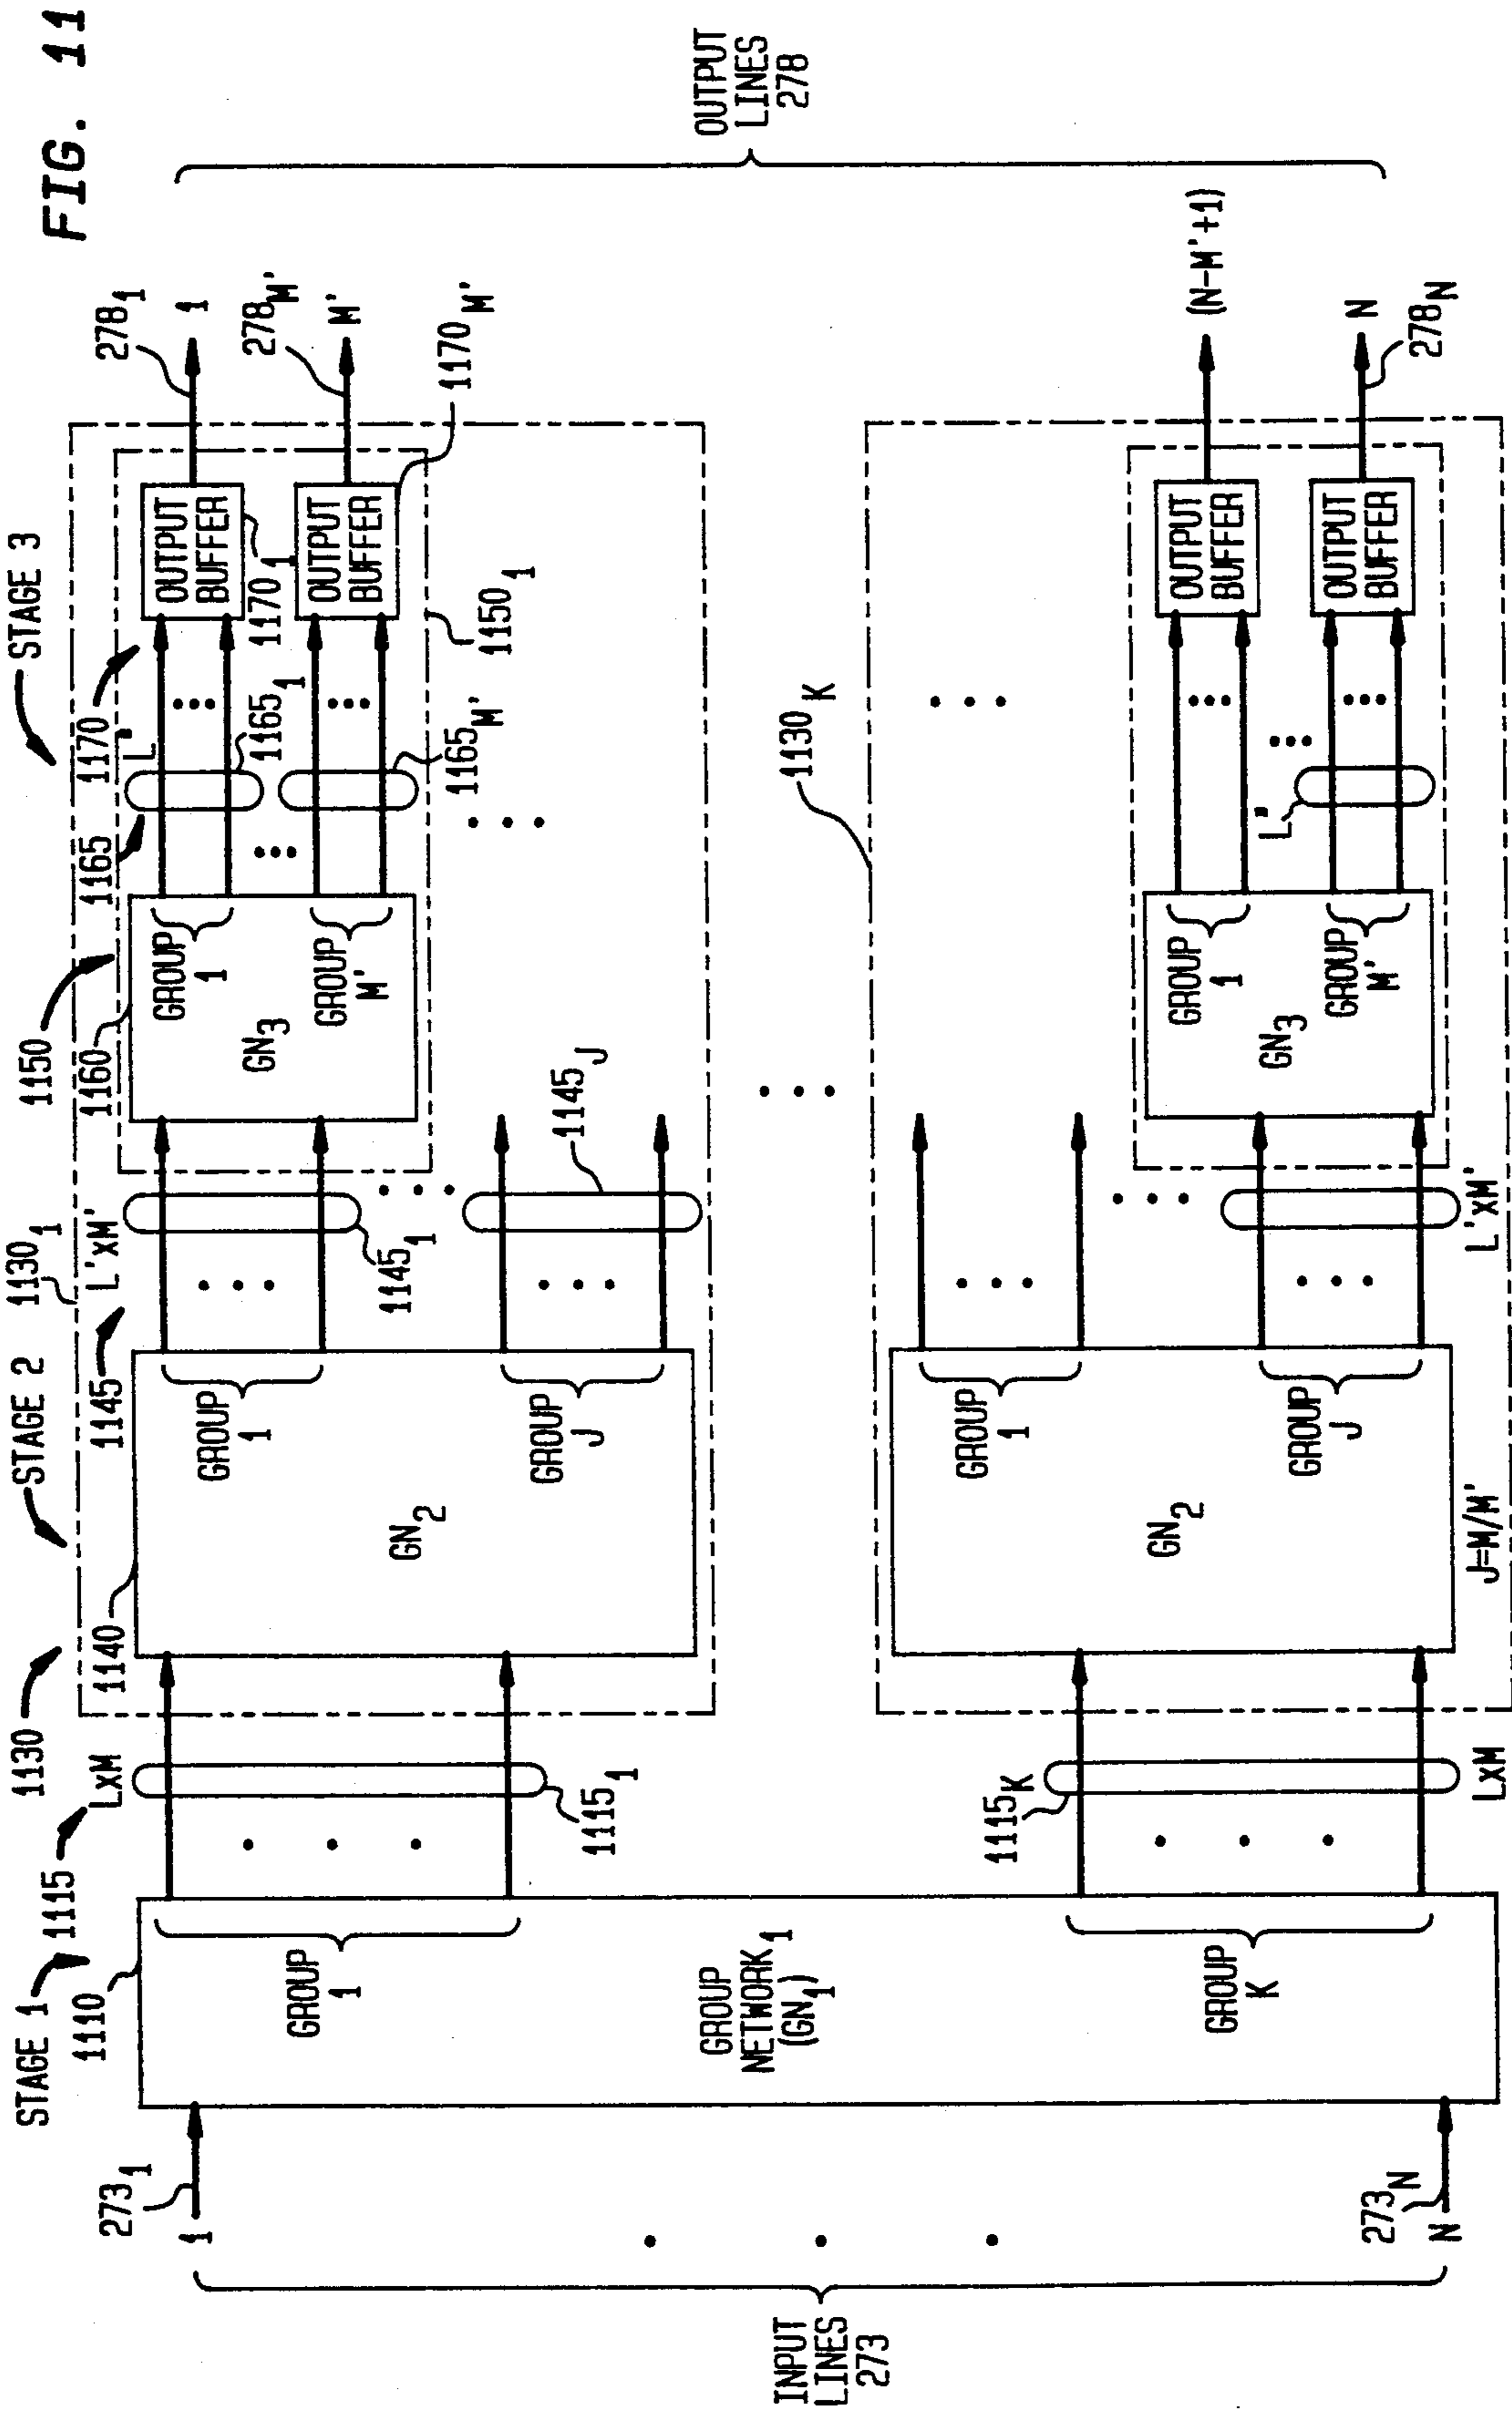 FIG. 11
STAGE 1
STAGE 2
STAGE 3
INPUT
LINES
273
273₁
1
273N
N
1110
GROUP
1
GROUP
NETWORK₁
(GN₁)
GROUP
K
1115
LxM
1115₁
1115K
LxM
1130
1130₁
1140
GROUP
1
GN₂
GROUP
J
1145
L'xM'
1145₁
1145J
1150
1160
GROUP
1
GN₃
GROUP
M'
1165
L"
1165₁
1165M'
1170
OUTPUT
BUFFER
1170₁
OUTPUT
BUFFER
1170M'
1150₁
278₁
1
278M'
M'
1130K
GROUP
1
GN₂
GROUP
J
J=M/M'
L'xM'
GROUP
1
GN₃
GROUP
M'
L"
OUTPUT
BUFFER
OUTPUT
BUFFER
(N-M'+1)
N
278N
OUTPUT
LINES
278